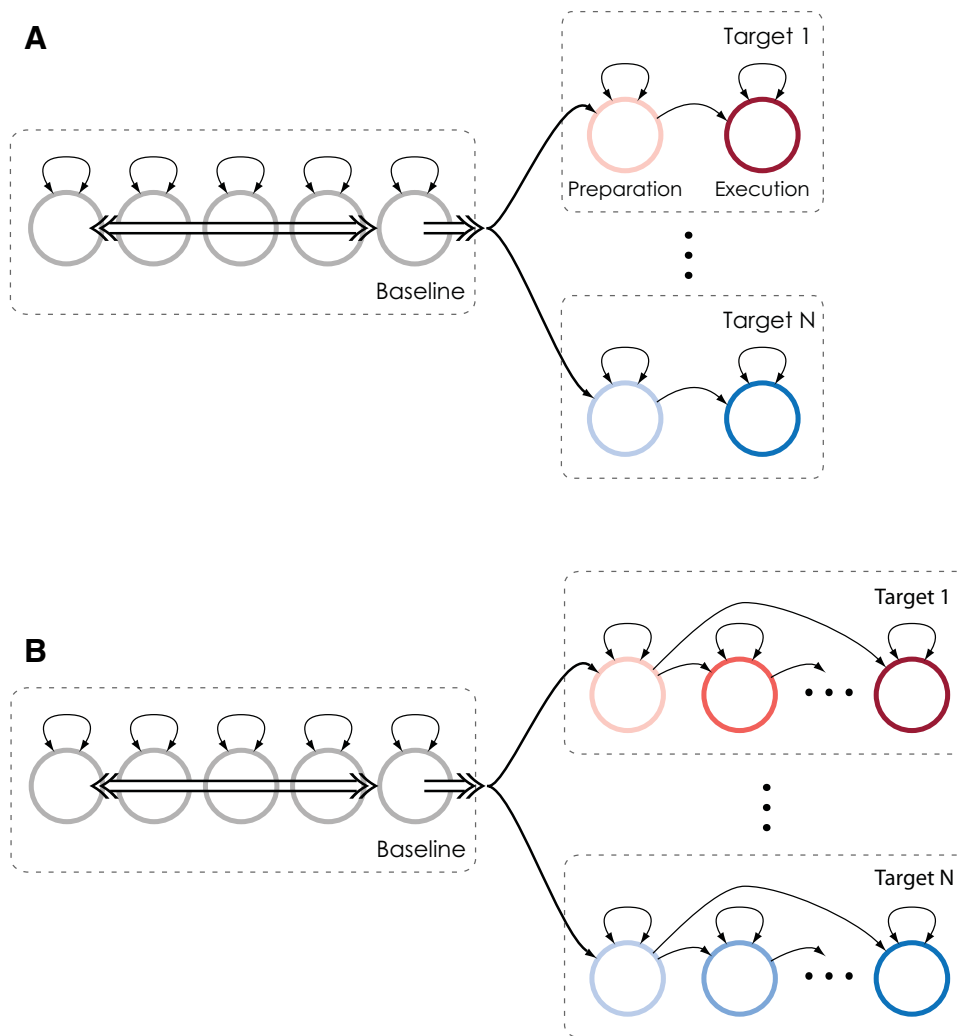 A
Target 1
Preparation
Execution
Baseline
Target N
B
Target 1
Baseline
Target N